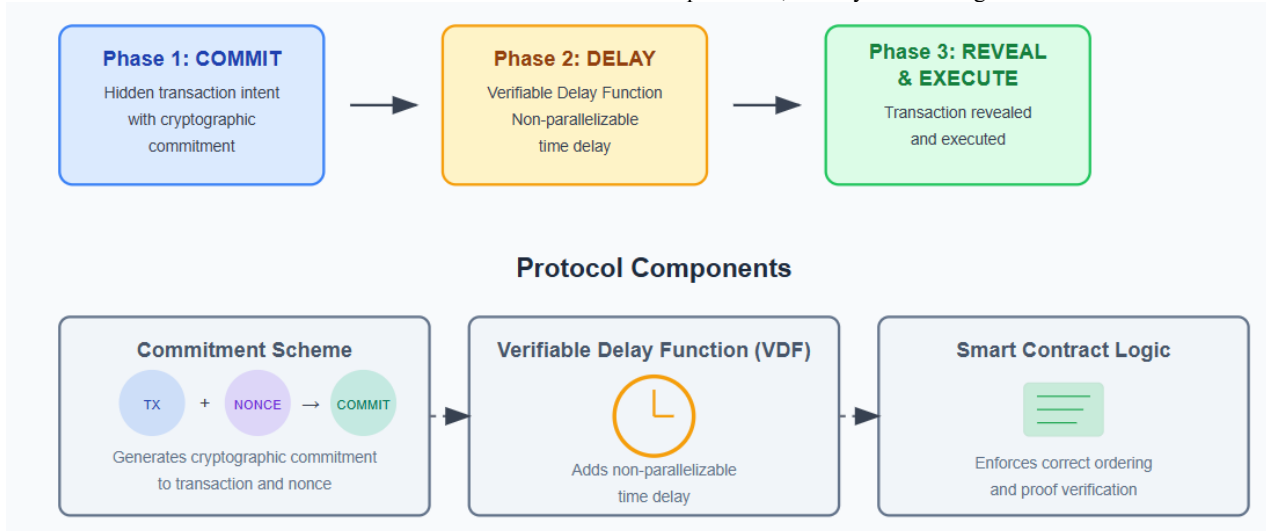 Phase 1: COMMIT
Hidden transaction intent
with cryptographic
commitment
Phase 2: DELAY
Verifiable Delay Function
Non-parallelizable
time delay
Phase 3: REVEAL
& EXECUTE
Transaction revealed
and executed
Protocol Components
Commitment Scheme
TX + NONCE → COMMIT
Generates cryptographic commitment
to transaction and nonce
Verifiable Delay Function (VDF)
Adds non-parallelizable
time delay
Smart Contract Logic
Enforces correct ordering
and proof verification